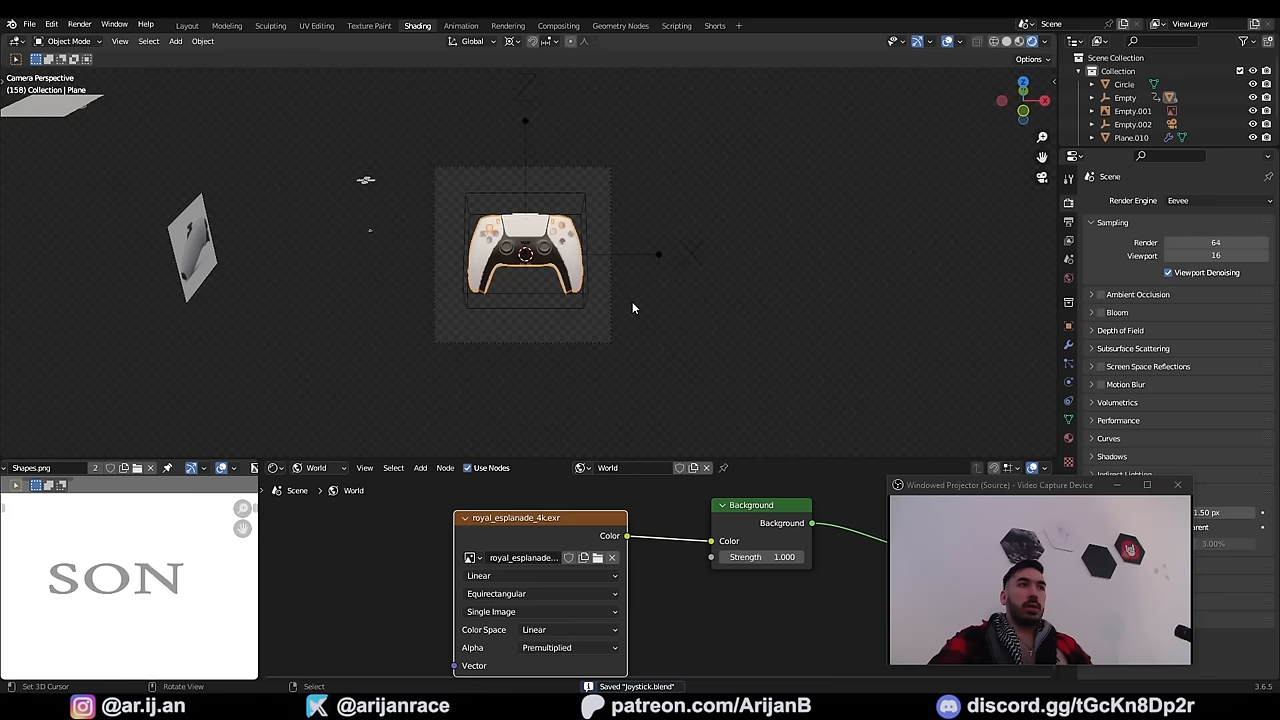 File Edit Render Window Help
Layout Modeling Sculpting UV Editing Texture Paint Shading Animation Rendering Compositing Geometry Nodes Scripting Shorts +
Scene
ViewLayer
Object Mode View Select Add Object
Global
Options
Camera Perspective
(158) Collection | Plane
Z
X
Scene Collection
Collection
Circle
Empty
Empty.001
Empty.002
Plane.010
Scene
Render Engine Eevee
Sampling
Render 64
Viewport 16
Viewport Denoising
Ambient Occlusion
Bloom
Depth of Field
Subsurface Scattering
Screen Space Reflections
Motion Blur
Volumetrics
Performance
Curves
Shadows
1.50 px
3.00%
Shapes.png 2
SON
World View Select Add Node Use Nodes World
Scene World
royal_esplanade_4k.exr
Color
royal_esplanade...
Linear
Equirectangular
Single Image
Color Space Linear
Alpha Premultiplied
Vector
Background
Background
Color
Strength 1.000
Windowed Projector (Source) - Video Capture Device
Set 3D Cursor Rotate View Select Saved "Joystick.blend" 3.6.5
@ar.ij.an @arijanrace patreon.com/ArijanB discord.gg/tGcKn8Dp2r